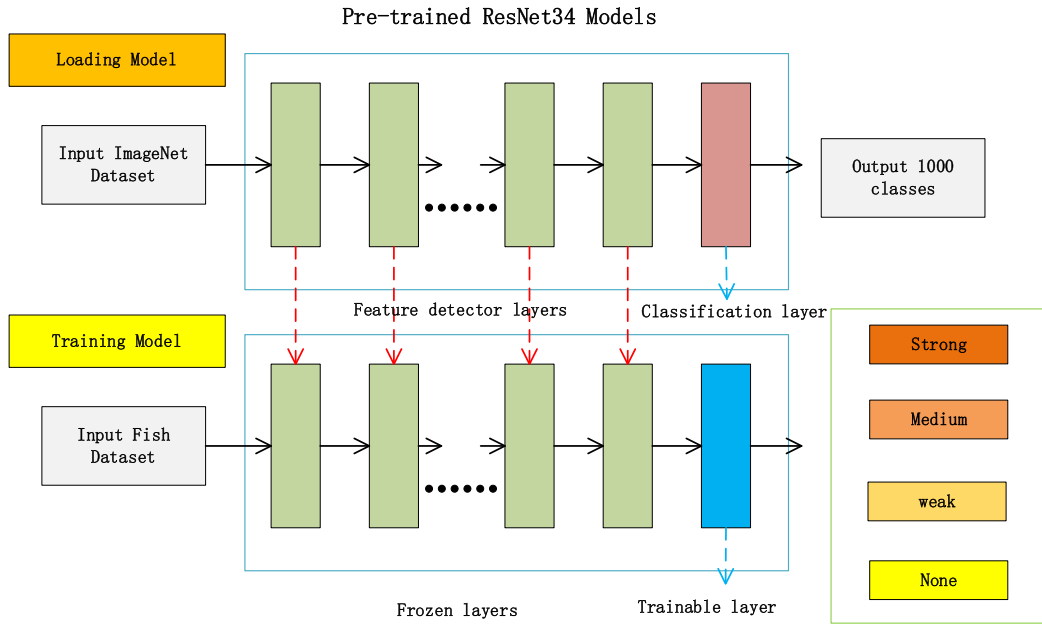 Pre-trained ResNet34 Models
Loading Model
Input ImageNet
Dataset
Output 1000
classes
Feature detector layers
Classification layer
Training Model
Input Fish
Dataset
Strong
Medium
weak
None
Frozen layers
Trainable layer